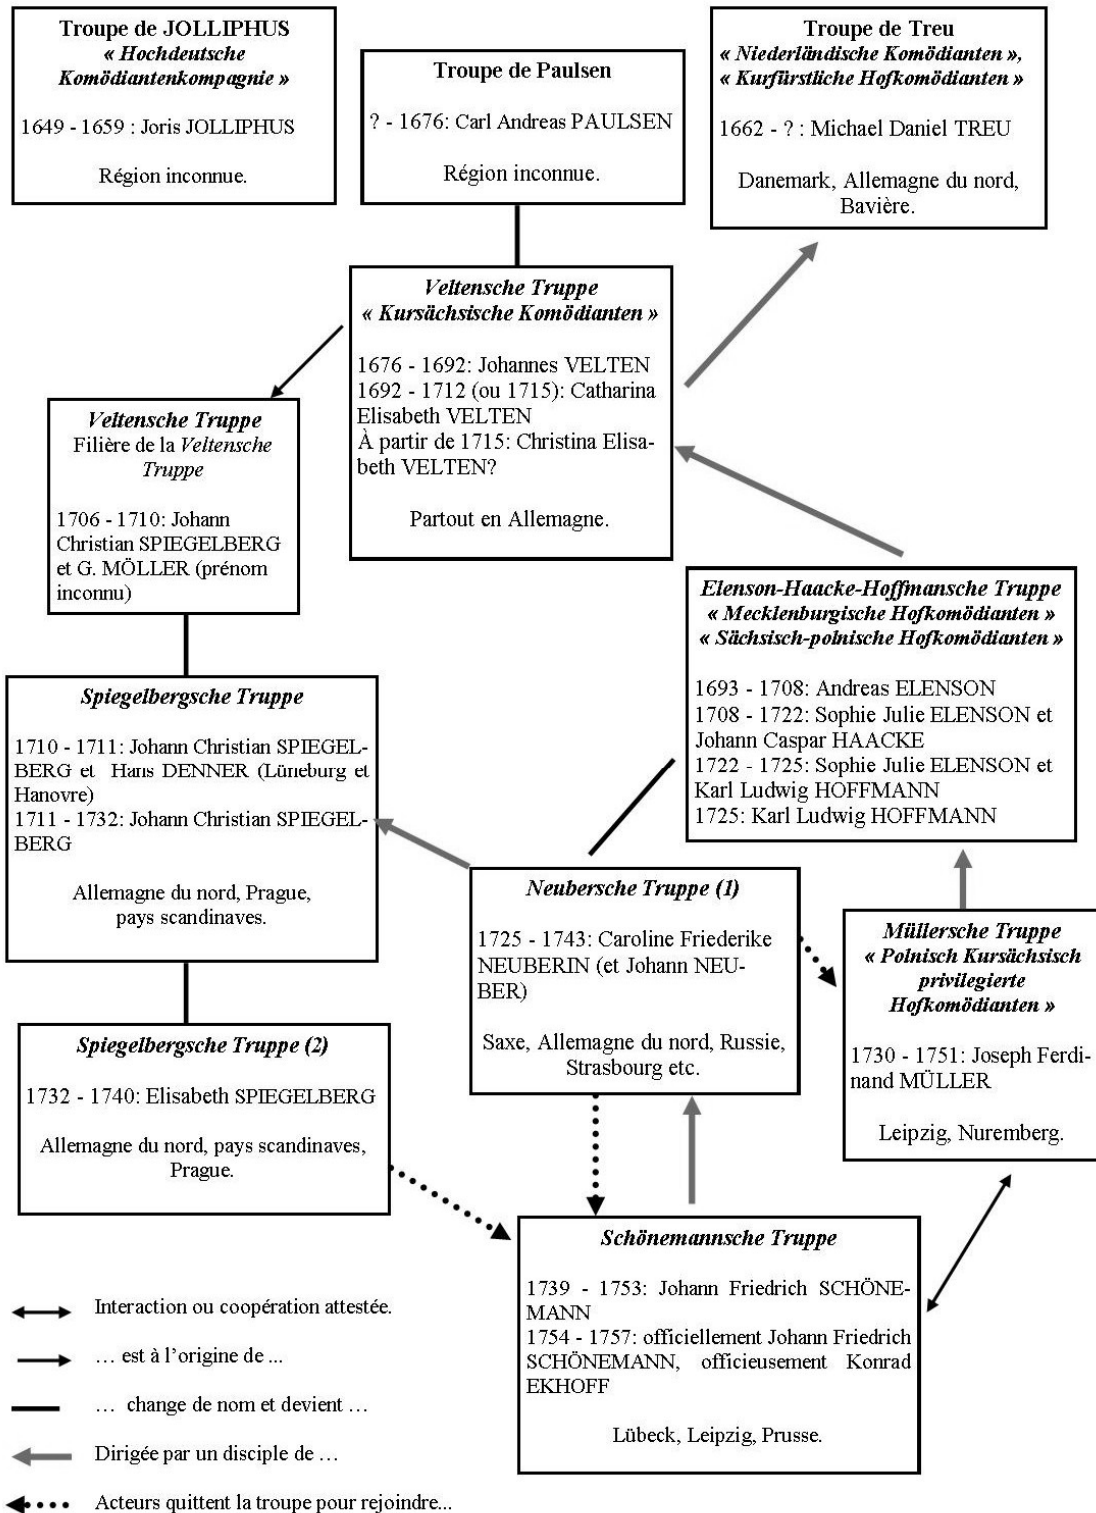 Troupe de JOLLIPHUS
« Hochdeutsche
Komödiantenkompagnie »
1649 - 1659 : Joris JOLLIPHUS
Région inconnue.
Troupe de Paulsen
? - 1676: Carl Andreas PAULSEN
Région inconnue.
Troupe de Treu
« Niederländische Komödianten »,
« Kurfürstliche Hofkomödianten »
1662 - ? : Michael Daniel TREU
Danemark, Allemagne du nord,
Bavière.
Veltensche Truppe
« Kursächsische Komödianten »
1676 - 1692: Johannes VELTEN
1692 - 1712 (ou 1715): Catharina
Elisabeth VELTEN
À partir de 1715: Christina Elisa-
beth VELTEN?
Partout en Allemagne.
Veltensche Truppe
Filière de la Veltensche
Truppe
1706 - 1710: Johann
Christian SPIEGELBERG
et G. MÖLLER (prénom
inconnu)
Elenson-Haacke-Hoffmansche Truppe
« Mecklenburgische Hofkomödianten »
« Sächsisch-polnische Hofkomödianten »
1693 - 1708: Andreas ELENSON
1708 - 1722: Sophie Julie ELENSON et
Johann Caspar HAACKE
1722 - 1725: Sophie Julie ELENSON et
Karl Ludwig HOFFMANN
1725: Karl Ludwig HOFFMANN
Spiegelbergsche Truppe
1710 - 1711: Johann Christian SPIEGEL-
BERG et Hans DENNER (Lüneburg et
Hanovre)
1711 - 1732: Johann Christian SPIEGEL-
BERG
Allemagne du nord, Prague,
pays scandinaves.
Neubersche Truppe (1)
1725 - 1743: Caroline Friederike
NEUBERIN (et Johann NEU-
BER)
Saxe, Allemagne du nord, Russie,
Strasbourg etc.
Müllersche Truppe
« Polnisch Kursächsisch
privilegierte
Hofkomödianten »
1730 - 1751: Joseph Ferdi-
nand MÜLLER
Leipzig, Nuremberg.
Spiegelbergsche Truppe (2)
1732 - 1740: Elisabeth SPIEGELBERG
Allemagne du nord, pays scandinaves,
Prague.
Schönemannsche Truppe
1739 - 1753: Johann Friedrich SCHÖNE-
MANN
1754 - 1757: officiellement Johann Friedrich
SCHÖNEMANN, officieusement Konrad
EKHOFF
Lübeck, Leipzig, Prusse.
Interaction ou coopération attestée.
... est à l'origine de ...
... change de nom et devient ...
Dirigée par un disciple de ...
Acteurs quittent la troupe pour rejoindre...